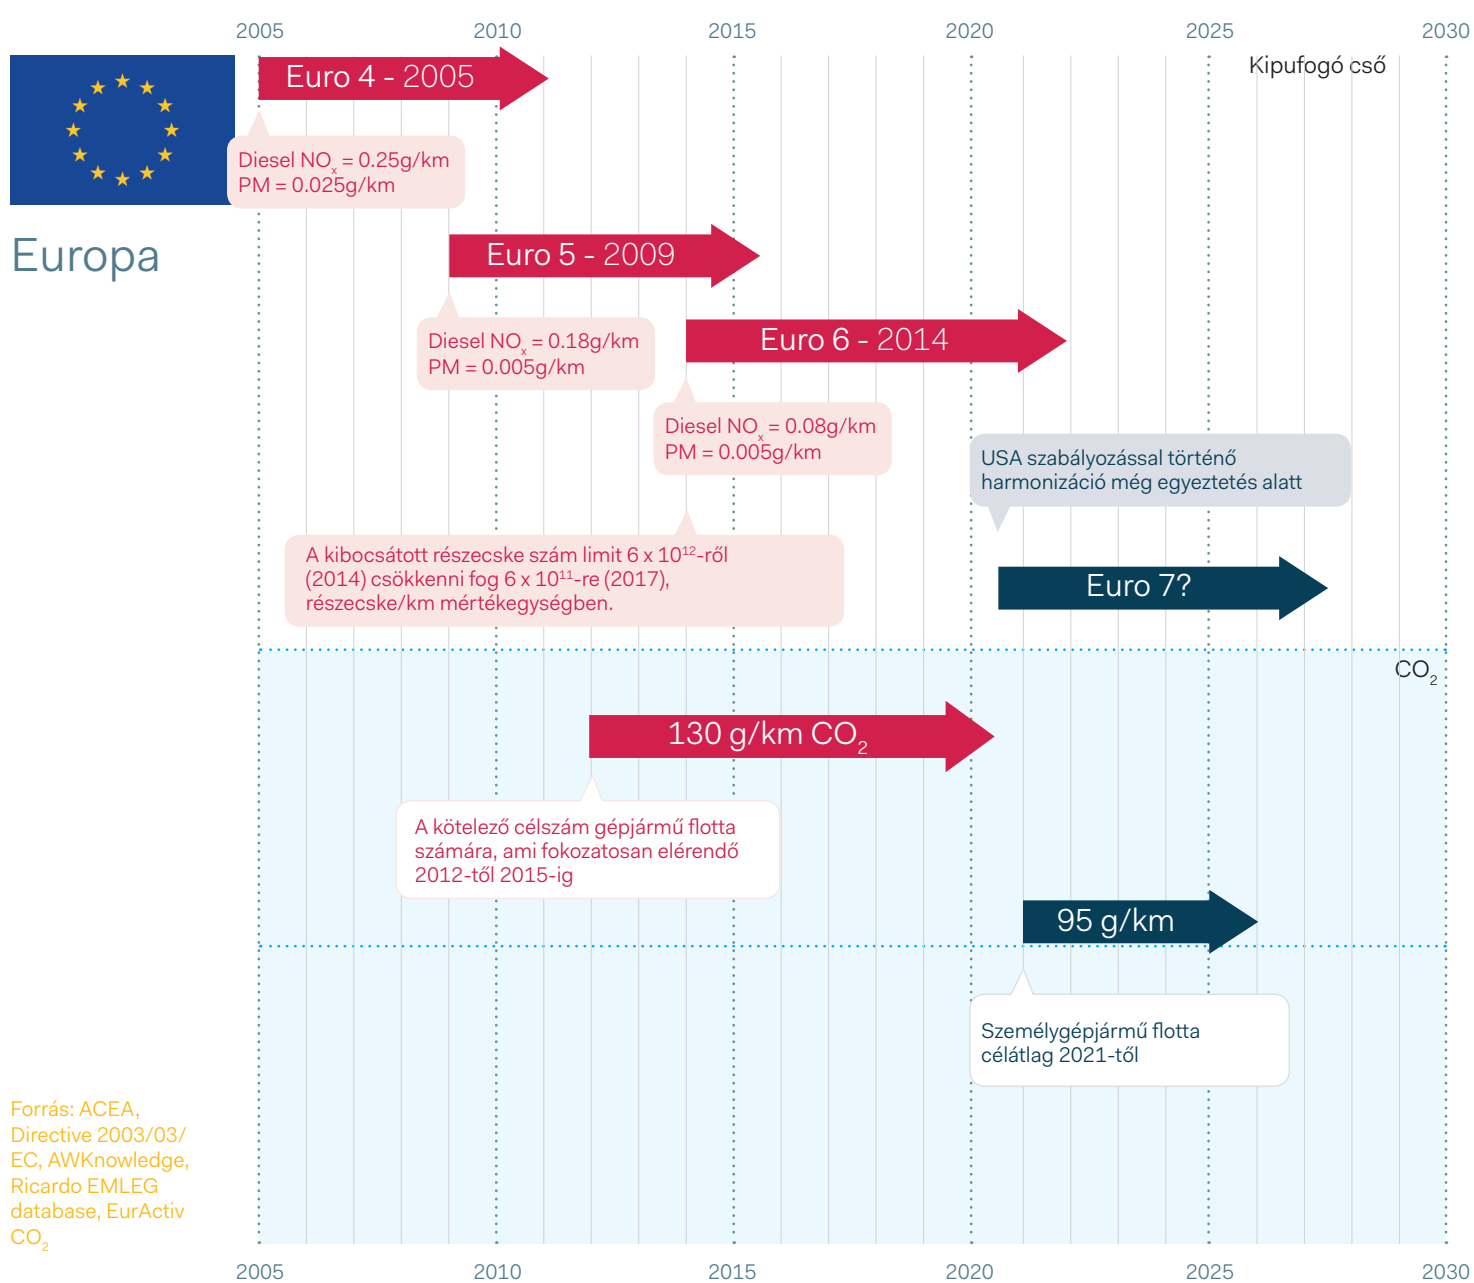 2005 2010 2015 2020 2025 2030
Kipufogó cső
Euro 4 - 2005
Diesel NOₓ = 0.25g/km
PM = 0.025g/km
Europa
Euro 5 - 2009
Diesel NOₓ = 0.18g/km
PM = 0.005g/km
Euro 6 - 2014
Diesel NOₓ = 0.08g/km
PM = 0.005g/km
USA szabályozással történő
harmonizáció még egyeztetés alatt
A kibocsátott részecske szám limit 6 x 10¹²-ről
(2014) csökkenni fog 6 x 10¹¹-re (2017),
részecske/km mértékegységben.
Euro 7?
CO₂
130 g/km CO₂
A kötelező célszám gépjármű flotta
számára, ami fokozatosan elérendő
2012-től 2015-ig
95 g/km
Személygépjármű flotta
célátlag 2021-től
Forrás: ACEA,
Directive 2003/03/
EC, AWKnowledge,
Ricardo EMLEG
database, EurActiv
CO₂
2005 2010 2015 2020 2025 2030